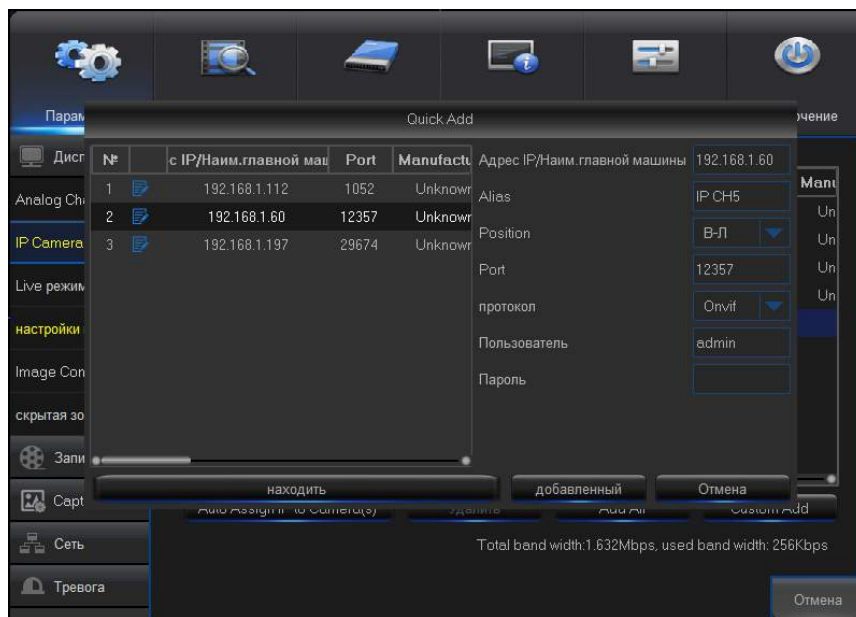 Парам
ючение
Quick Add
№ с IP/Наим.главной маш Port Manufactu
1 192.168.1.112 1052 Unknown
2 192.168.1.60 12357 Unknown
3 192.168.1.197 29674 Unknown
Адрес IP/Наим.главной машины 192.168.1.60
Alias IP CH5
Position В-Л
Port 12357
протокол Onvif
Пользователь admin
Пароль
находить добавленный Отмена
Дисп
Analog Cha
IP Camera
Live режим
настройки
Image Con
скрытая зо
Запи
Capt
Сеть
Тревога
Manu
Un
Un
Un
Un
Auto Assign IP to Camera(s) Удалить Add All Custom Add
Total band width:1.632Mbps, used band width: 256Kbps
Отмена